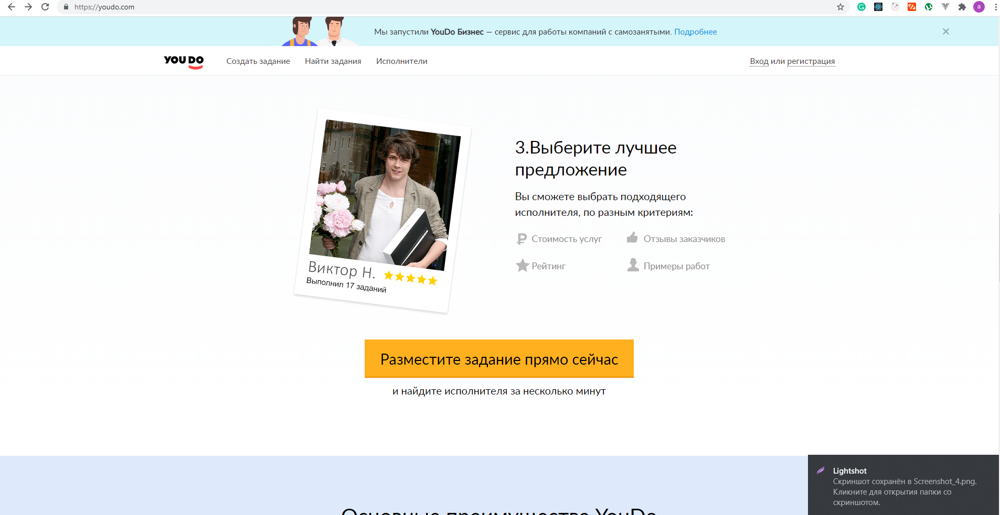 https://youdo.com
a
Мы запустили YouDo Бизнес — сервис для работы компаний с самозанятыми. Подробнее
YOU DO
Создать задание
Найти задания
Исполнители
Вход или регистрация
3.Выберите лучшее
предложение
Вы сможете выбрать подходящего
исполнителя, по разным критериям:
Стоимость услуг
Отзывы заказчиков
Рейтинг
Примеры работ
Виктор Н.
Выполнил 17 заданий
Разместите задание прямо сейчас
и найдите исполнителя за несколько минут
Основные преимущества YouDo
Lightshot
Скриншот сохранён в Screenshot_4.png.
Кликните для открытия папки со
скриншотом.